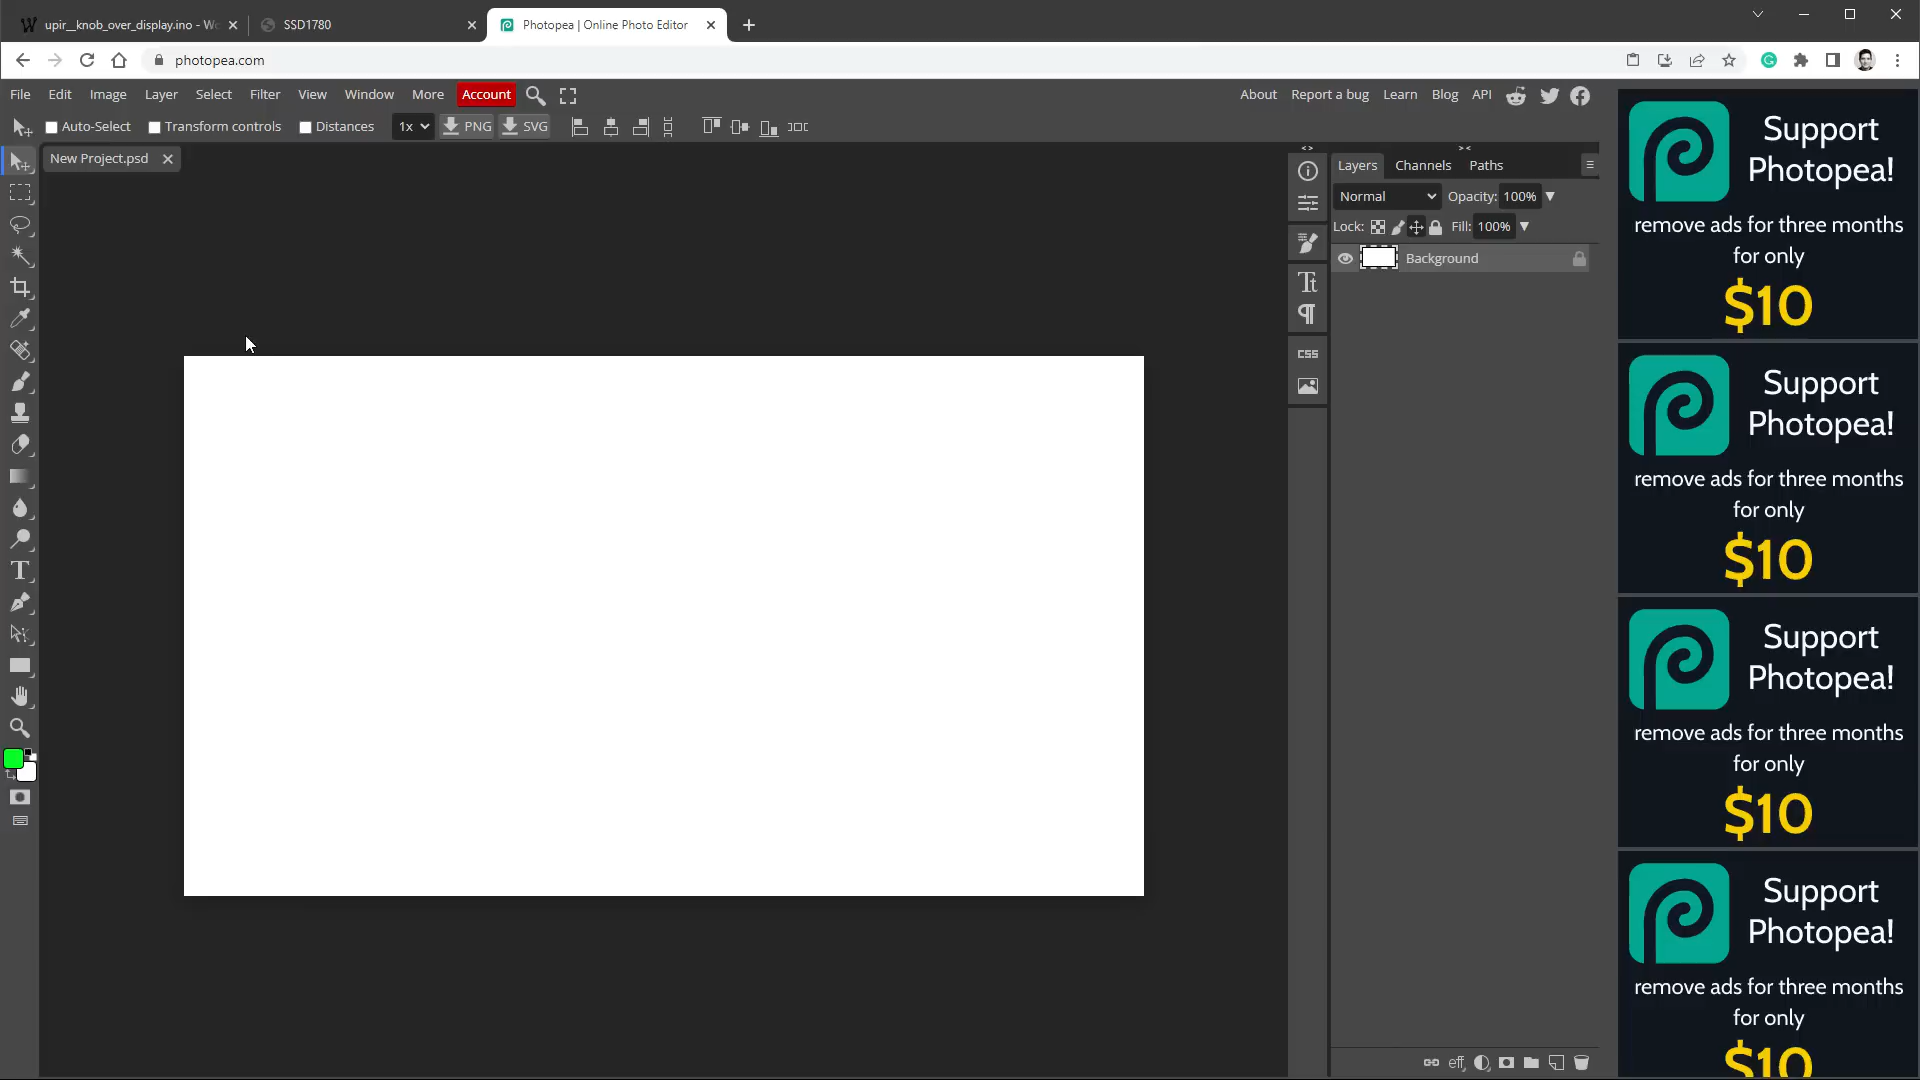 upir__knob_over_display.ino - Wo
SSD1780
Photopea | Online Photo Editor
photopea.com
File Edit Image Layer Select Filter View Window More Account
About Report a bug Learn Blog API
Auto-Select Transform controls Distances 1x PNG SVG
New Project.psd
Layers Channels Paths
Normal Opacity: 100%
Lock: Fill: 100%
Background
CSS
eff
Support
Photopea!
remove ads for three months
for only
$10
Support
Photopea!
remove ads for three months
for only
$10
Support
Photopea!
remove ads for three months
for only
$10
Support
Photopea!
remove ads for three months
for only
$10